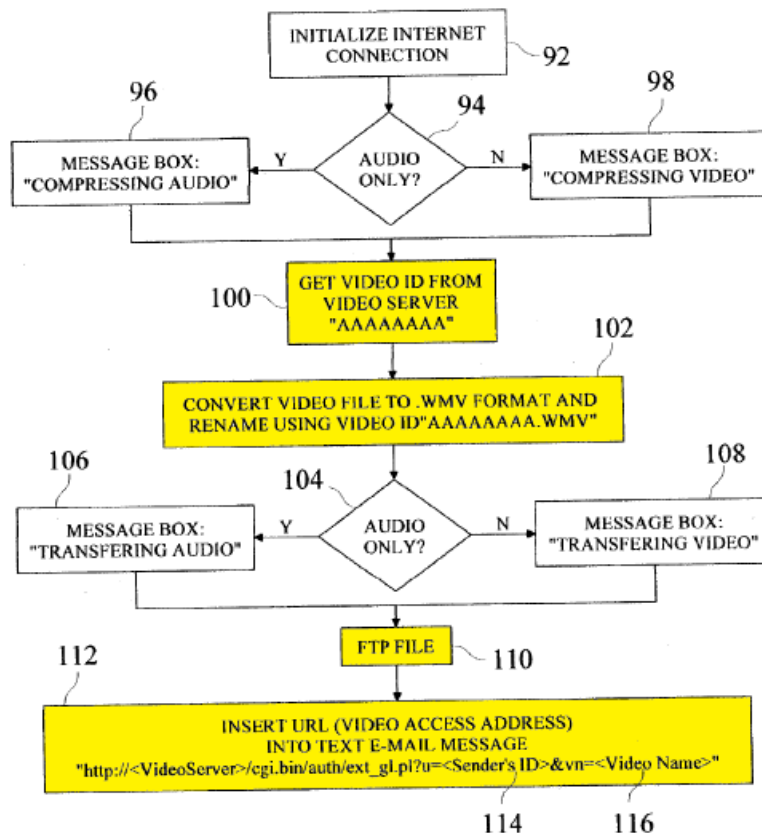 INITIALIZE INTERNET
CONNECTION
92
96
94
98
MESSAGE BOX:
"COMPRESSING AUDIO"
Y
AUDIO
ONLY?
N
MESSAGE BOX:
"COMPRESSING VIDEO"
100
GET VIDEO ID FROM
VIDEO SERVER
"AAAAAAAA"
102
CONVERT VIDEO FILE TO .WMV FORMAT AND
RENAME USING VIDEO ID"AAAAAAAA.WMV"
106
104
108
MESSAGE BOX:
"TRANSFERING AUDIO"
Y
AUDIO
ONLY?
N
MESSAGE BOX:
"TRANSFERING VIDEO"
FTP FILE
110
112
INSERT URL (VIDEO ACCESS ADDRESS)
INTO TEXT E-MAIL MESSAGE
"http://<VideoServer>/cgi.bin/auth/ext_gl.pl?u=<Sender's ID>&vn=<Video Name>"
114
116